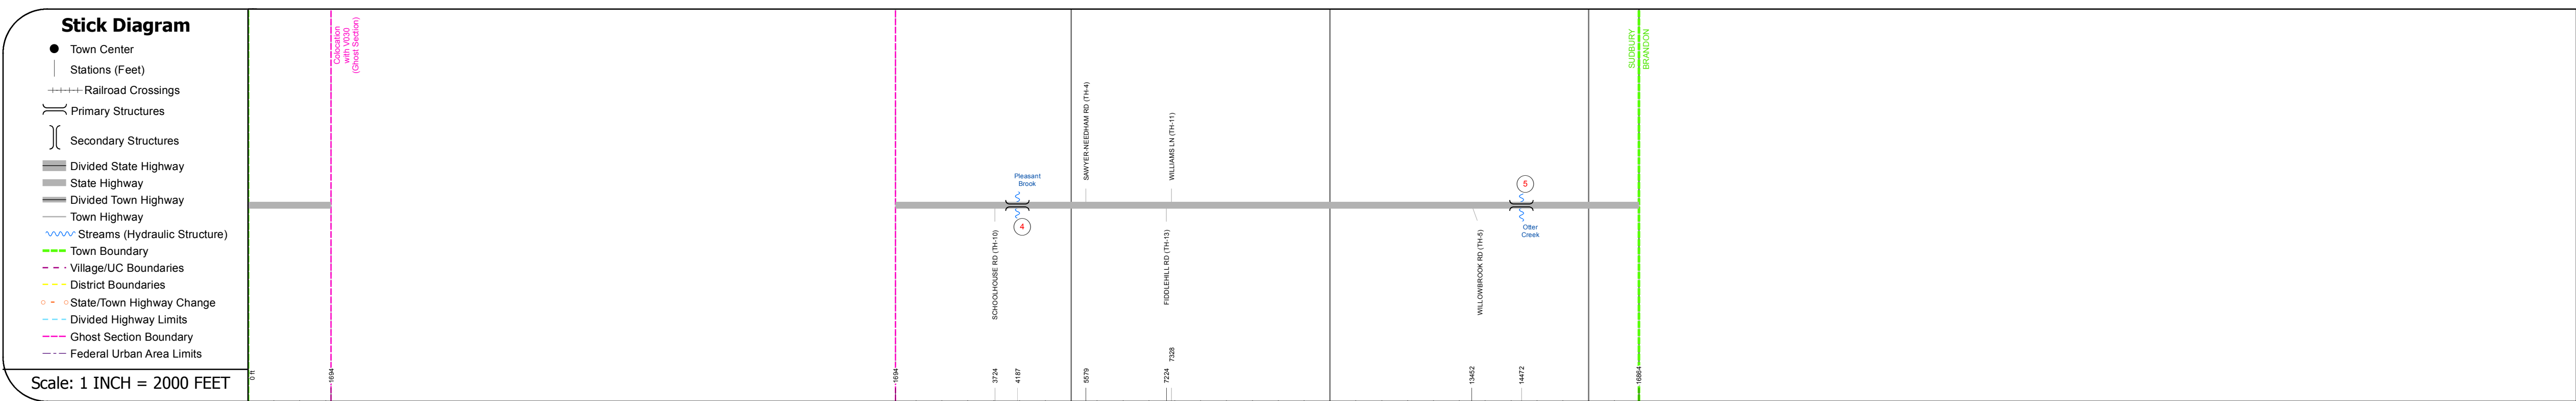 Stick Diagram
Town Center
Stations (Feet)
Railroad Crossings
Primary Structures
Secondary Structures
Divided State Highway
State Highway
Divided Town Highway
Town Highway
Streams (Hydraulic Structure)
Town Boundary
Village/UC Boundaries
District Boundaries
State/Town Highway Change
Divided Highway Limits
Ghost Section Boundary
Federal Urban Area Limits
Scale: 1 INCH = 2000 FEET
Colocation
with V030
(Ghost Section)
SCHOOLHOUSE RD (TH-10)
Pleasant
Brook
4
SAWYER-NEEDHAM RD (TH-4)
FIDDLEHILL RD (TH-13)
WILLIAMS LN (TH-11)
WILLOWBROOK RD (TH-5)
5
Otter
Creek
SUDBURY
BRANDON
0 ft
1694
1694
3724
4187
5579
7224
7328
13452
14472
16864